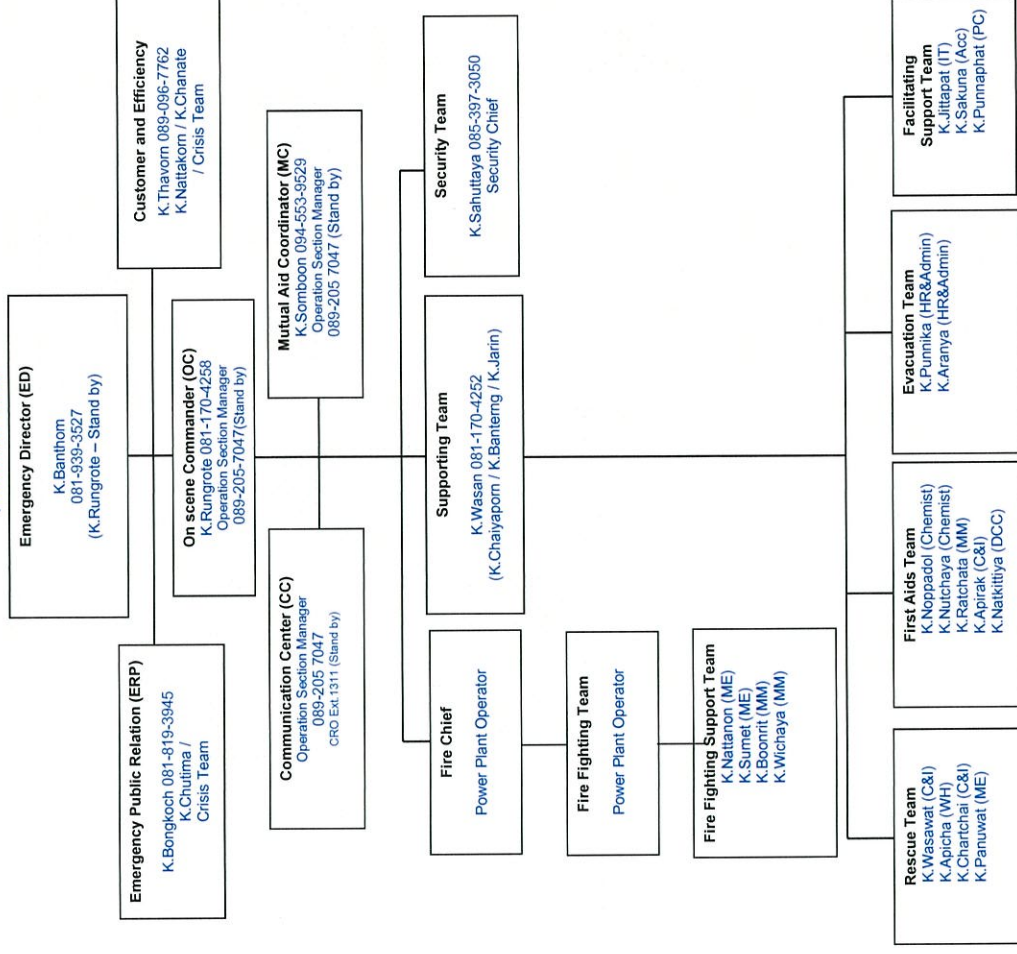 Emergency Director (ED)
K.Banthom
081-939-3527
(K.Rungrote – Stand by)
Emergency Public Relation (ERP)
K.Bongkoch 081-819-3945
K.Chutima /
Crisis Team
Customer and Efficiency
K.Thavorn 089-096-7762
K.Nattakorn / K.Chanate
/ Crisis Team
On scene Commander (OC)
K.Rungrote 081-170-4258
Operation Section Manager
089-205-7047(Stand by)
Communication Center (CC)
Operation Section Manager
089-205 7047
CRO Ext.1311 (Stand by)
Mutual Aid Coordinator (MC)
K.Somboon 094-553-9529
Operation Section Manager
089-205 7047 (Stand by)
Fire Chief
Power Plant Operator
Supporting Team
K.Wasan 081-170-4252
(K.Chaiyaporn / K.Banterng / K.Jarin)
Security Team
K.Sahuttaya 085-397-3050
Security Chief
Fire Fighting Team
Power Plant Operator
Fire Fighting Support Team
K.Nattanon (ME)
K.Sumet (ME)
K.Boonrit (MM)
K.Wichaya (MM)
Rescue Team
K.Wasawat (C&I)
K.Apicha (WH)
K.Chartchai (C&I)
K.Panuwat (ME)
First Aids Team
K.Noppadol (Chemist)
K.Nutchaya (Chemist)
K.Ratchata (MM)
K.Apirak (C&I)
K.Natkittiya (DCC)
Evacuation Team
K.Punnika (HR&Admin)
K.Aranya (HR&Admin)
Facilitating
Support Team
K.Jittapat (IT)
K.Sakuna (Acc)
K.Punnaphat (PC)